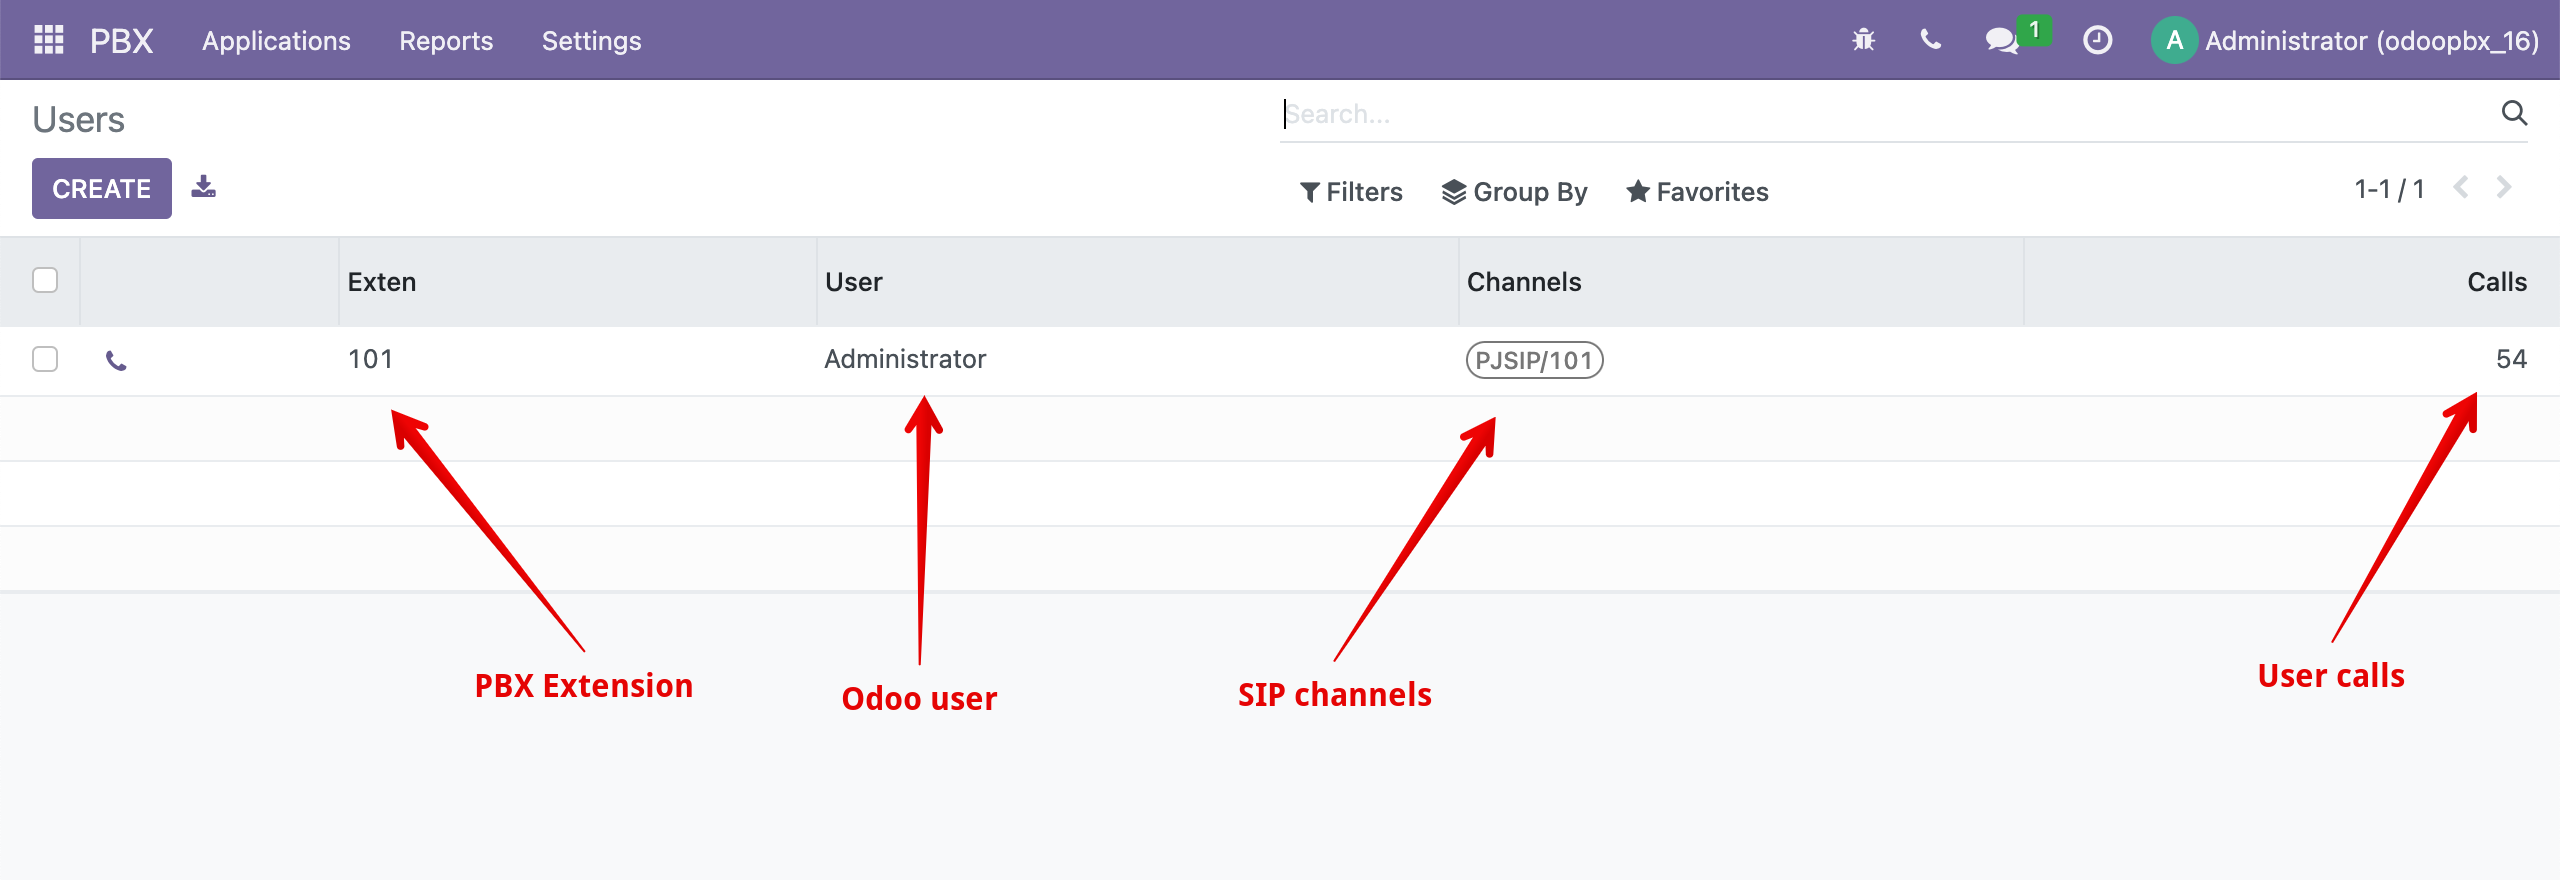 PBX Applications Reports Settings 1 A Administrator (odoopbx_16)
Users
Search...
CREATE
Filters Group By Favorites 1-1 / 1
Exten User Channels Calls
101 Administrator PJSIP/101 54
PBX Extension
Odoo user
SIP channels
User calls